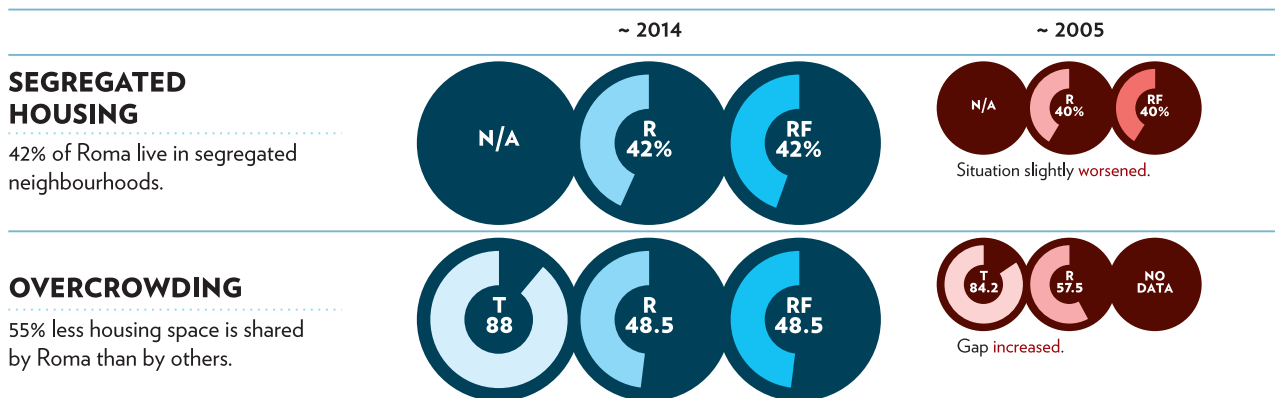 ~ 2014
~ 2005
SEGREGATED
HOUSING
42% of Roma live in segregated
neighbourhoods.
N/A
R
42%
RF
42%
N/A
R
40%
RF
40%
Situation slightly worsened.
OVERCROWDING
55% less housing space is shared
by Roma than by others.
T
88
R
48.5
RF
48.5
T
84.2
R
57.5
NO
DATA
Gap increased.